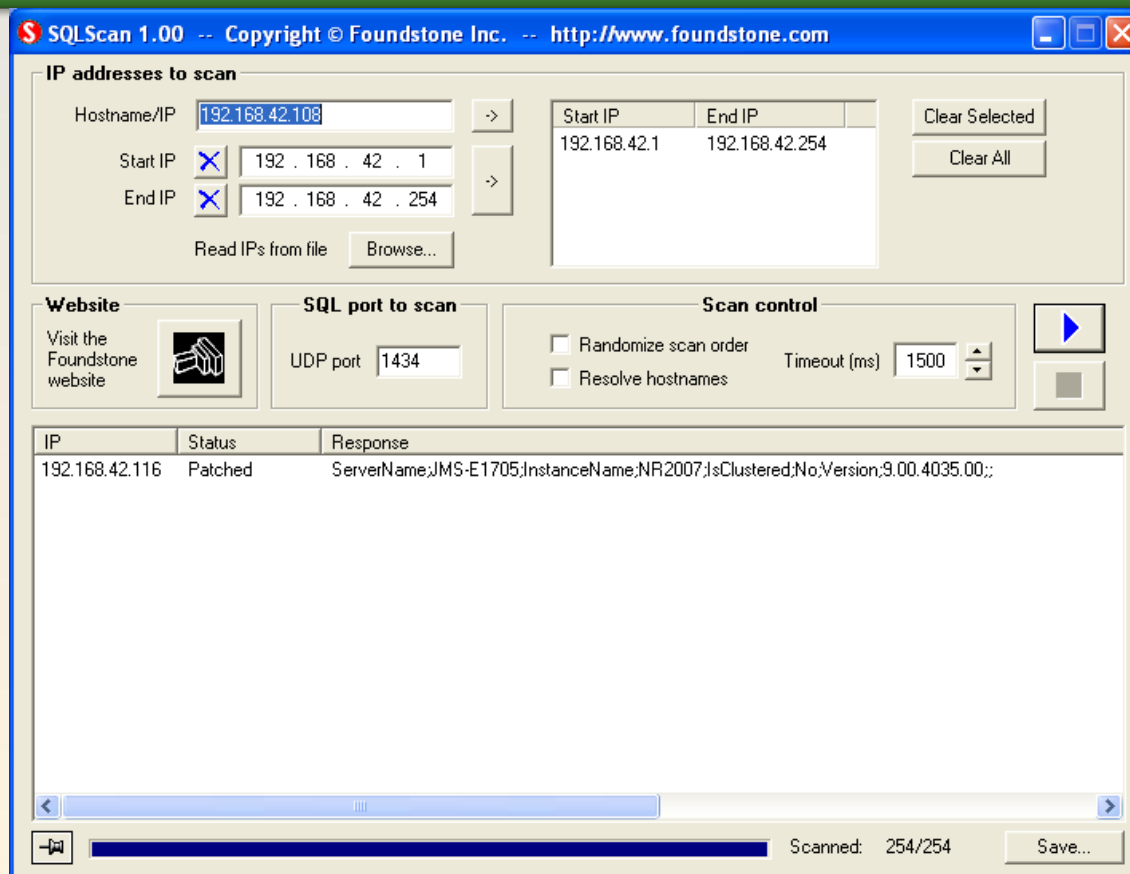 SQLScan 1.00 -- Copyright © Foundstone Inc. -- http://www.foundstone.com
IP addresses to scan
Hostname/IP 192.168.42.108 ->
Start IP 192 . 168 . 42 . 1
End IP 192 . 168 . 42 . 254
->
Read IPs from file Browse...
Start IP End IP
192.168.42.1 192.168.42.254
Clear Selected
Clear All
Website
Visit the
Foundstone
website
SQL port to scan
UDP port 1434
Scan control
Randomize scan order
Resolve hostnames
Timeout (ms) 1500
IP Status Response
192.168.42.116 Patched ServerName;JMS-E1705;InstanceName;NR2007;IsClustered;No;Version;9.00.4035.00;;
Scanned: 254/254 Save...